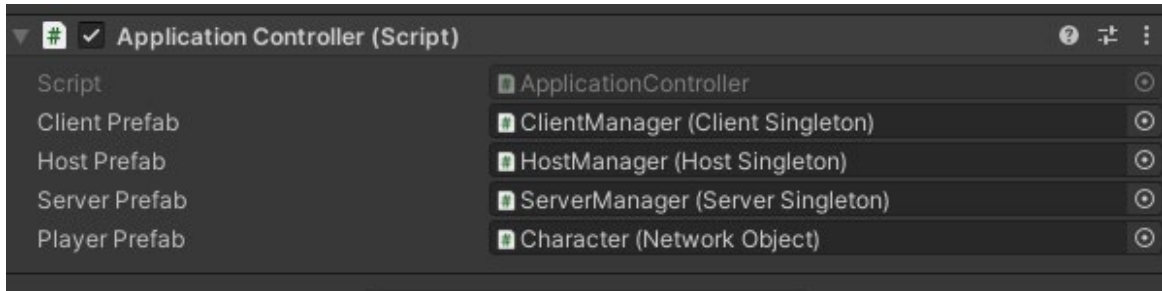 Application Controller (Script)
Script ApplicationController
Client Prefab ClientManager (Client Singleton)
Host Prefab HostManager (Host Singleton)
Server Prefab ServerManager (Server Singleton)
Player Prefab Character (Network Object)